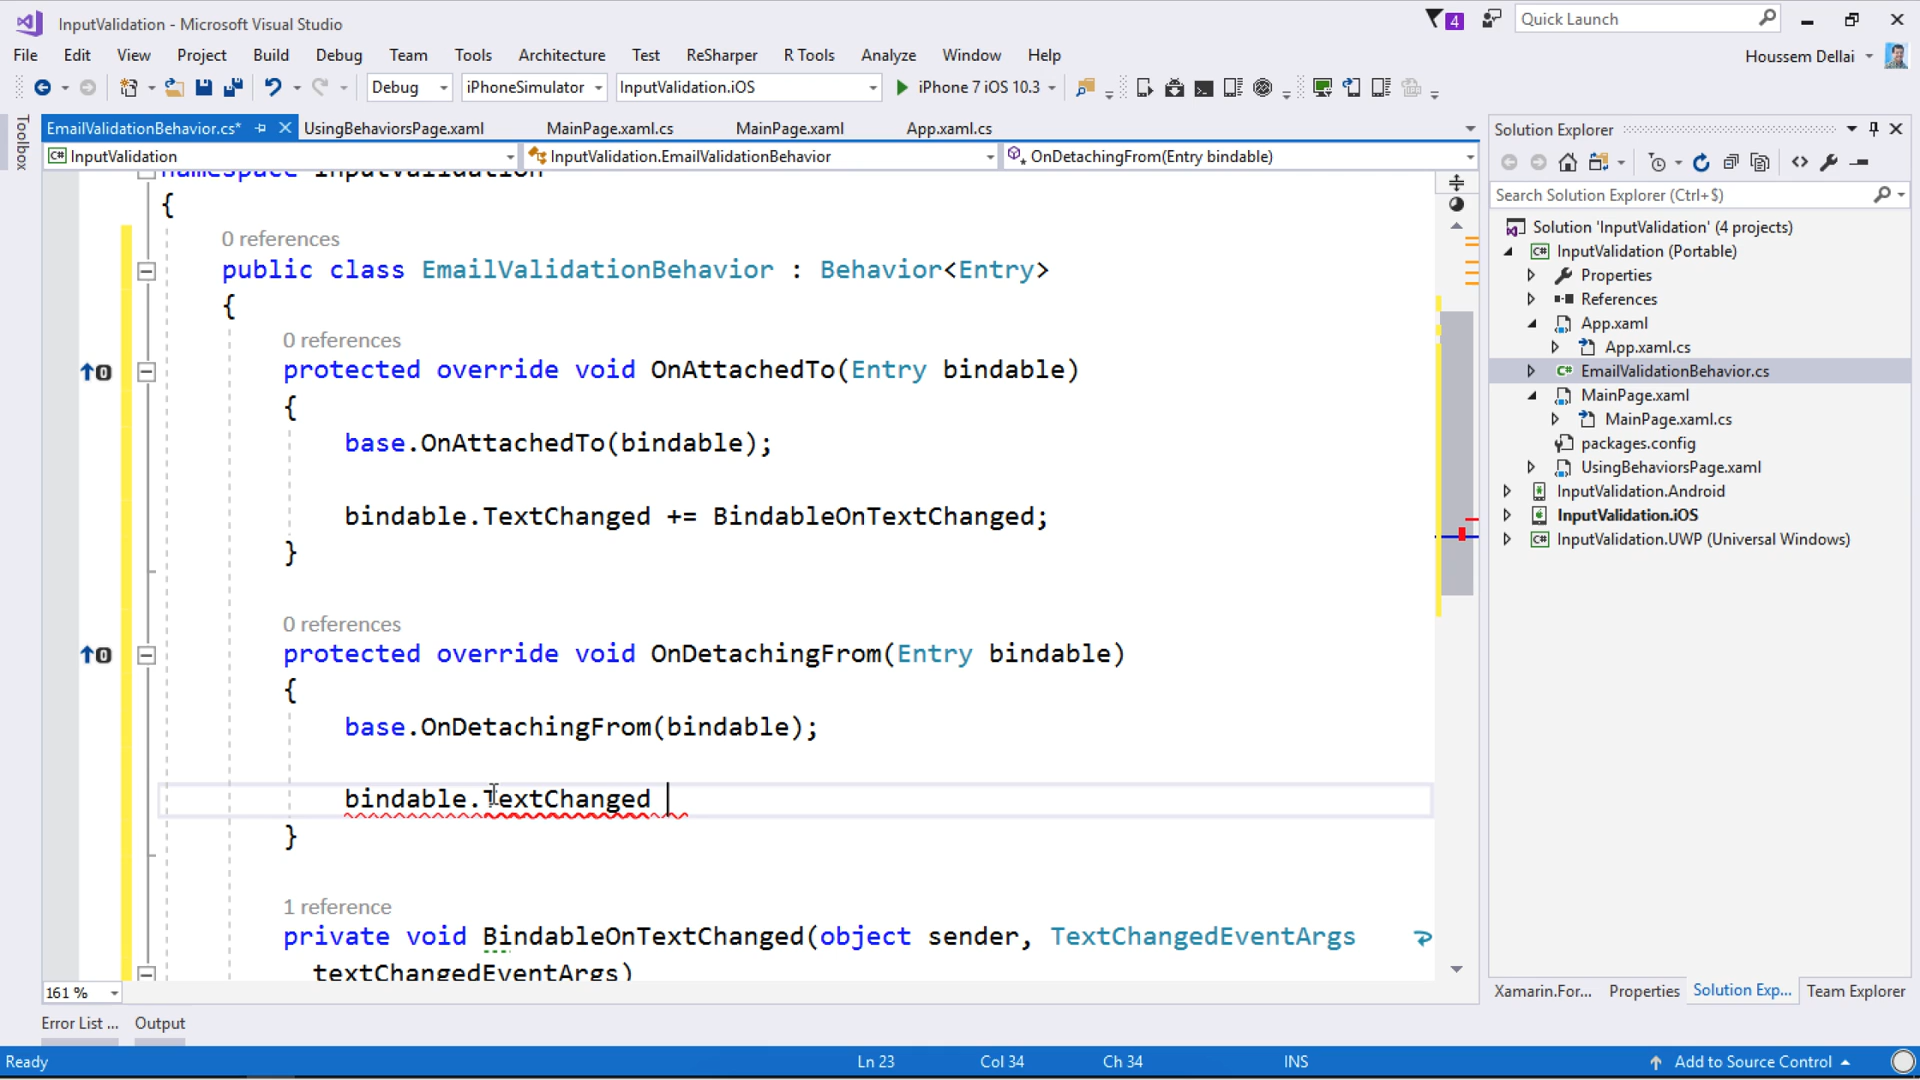 InputValidation - Microsoft Visual Studio
4
Quick Launch
File Edit View Project Build Debug Team Tools Architecture Test ReSharper R Tools Analyze Window Help
Houssem Dellai
Debug iPhoneSimulator InputValidation.iOS iPhone 7 iOS 10.3
Toolbox
EmailValidationBehavior.cs* UsingBehaviorsPage.xaml MainPage.xaml.cs MainPage.xaml App.xaml.cs
C# InputValidation InputValidation.EmailValidationBehavior OnDetachingFrom(Entry bindable)
namespace InputValidation
{
0 references
public class EmailValidationBehavior : Behavior<Entry>
{
0 references
protected override void OnAttachedTo(Entry bindable)
{
base.OnAttachedTo(bindable);
bindable.TextChanged += BindableOnTextChanged;
}
0 references
protected override void OnDetachingFrom(Entry bindable)
{
base.OnDetachingFrom(bindable);
bindable.TextChanged
}
1 reference
private void BindableOnTextChanged(object sender, TextChangedEventArgs
textChangedEventArgs)
161 %
Solution Explorer
Search Solution Explorer (Ctrl+$)
Solution 'InputValidation' (4 projects)
C# InputValidation (Portable)
Properties
References
App.xaml
App.xaml.cs
C# EmailValidationBehavior.cs
MainPage.xaml
MainPage.xaml.cs
packages.config
UsingBehaviorsPage.xaml
InputValidation.Android
InputValidation.iOS
C# InputValidation.UWP (Universal Windows)
Xamarin.For... Properties Solution Exp... Team Explorer
Error List ... Output
Ready Ln 23 Col 34 Ch 34 INS Add to Source Control